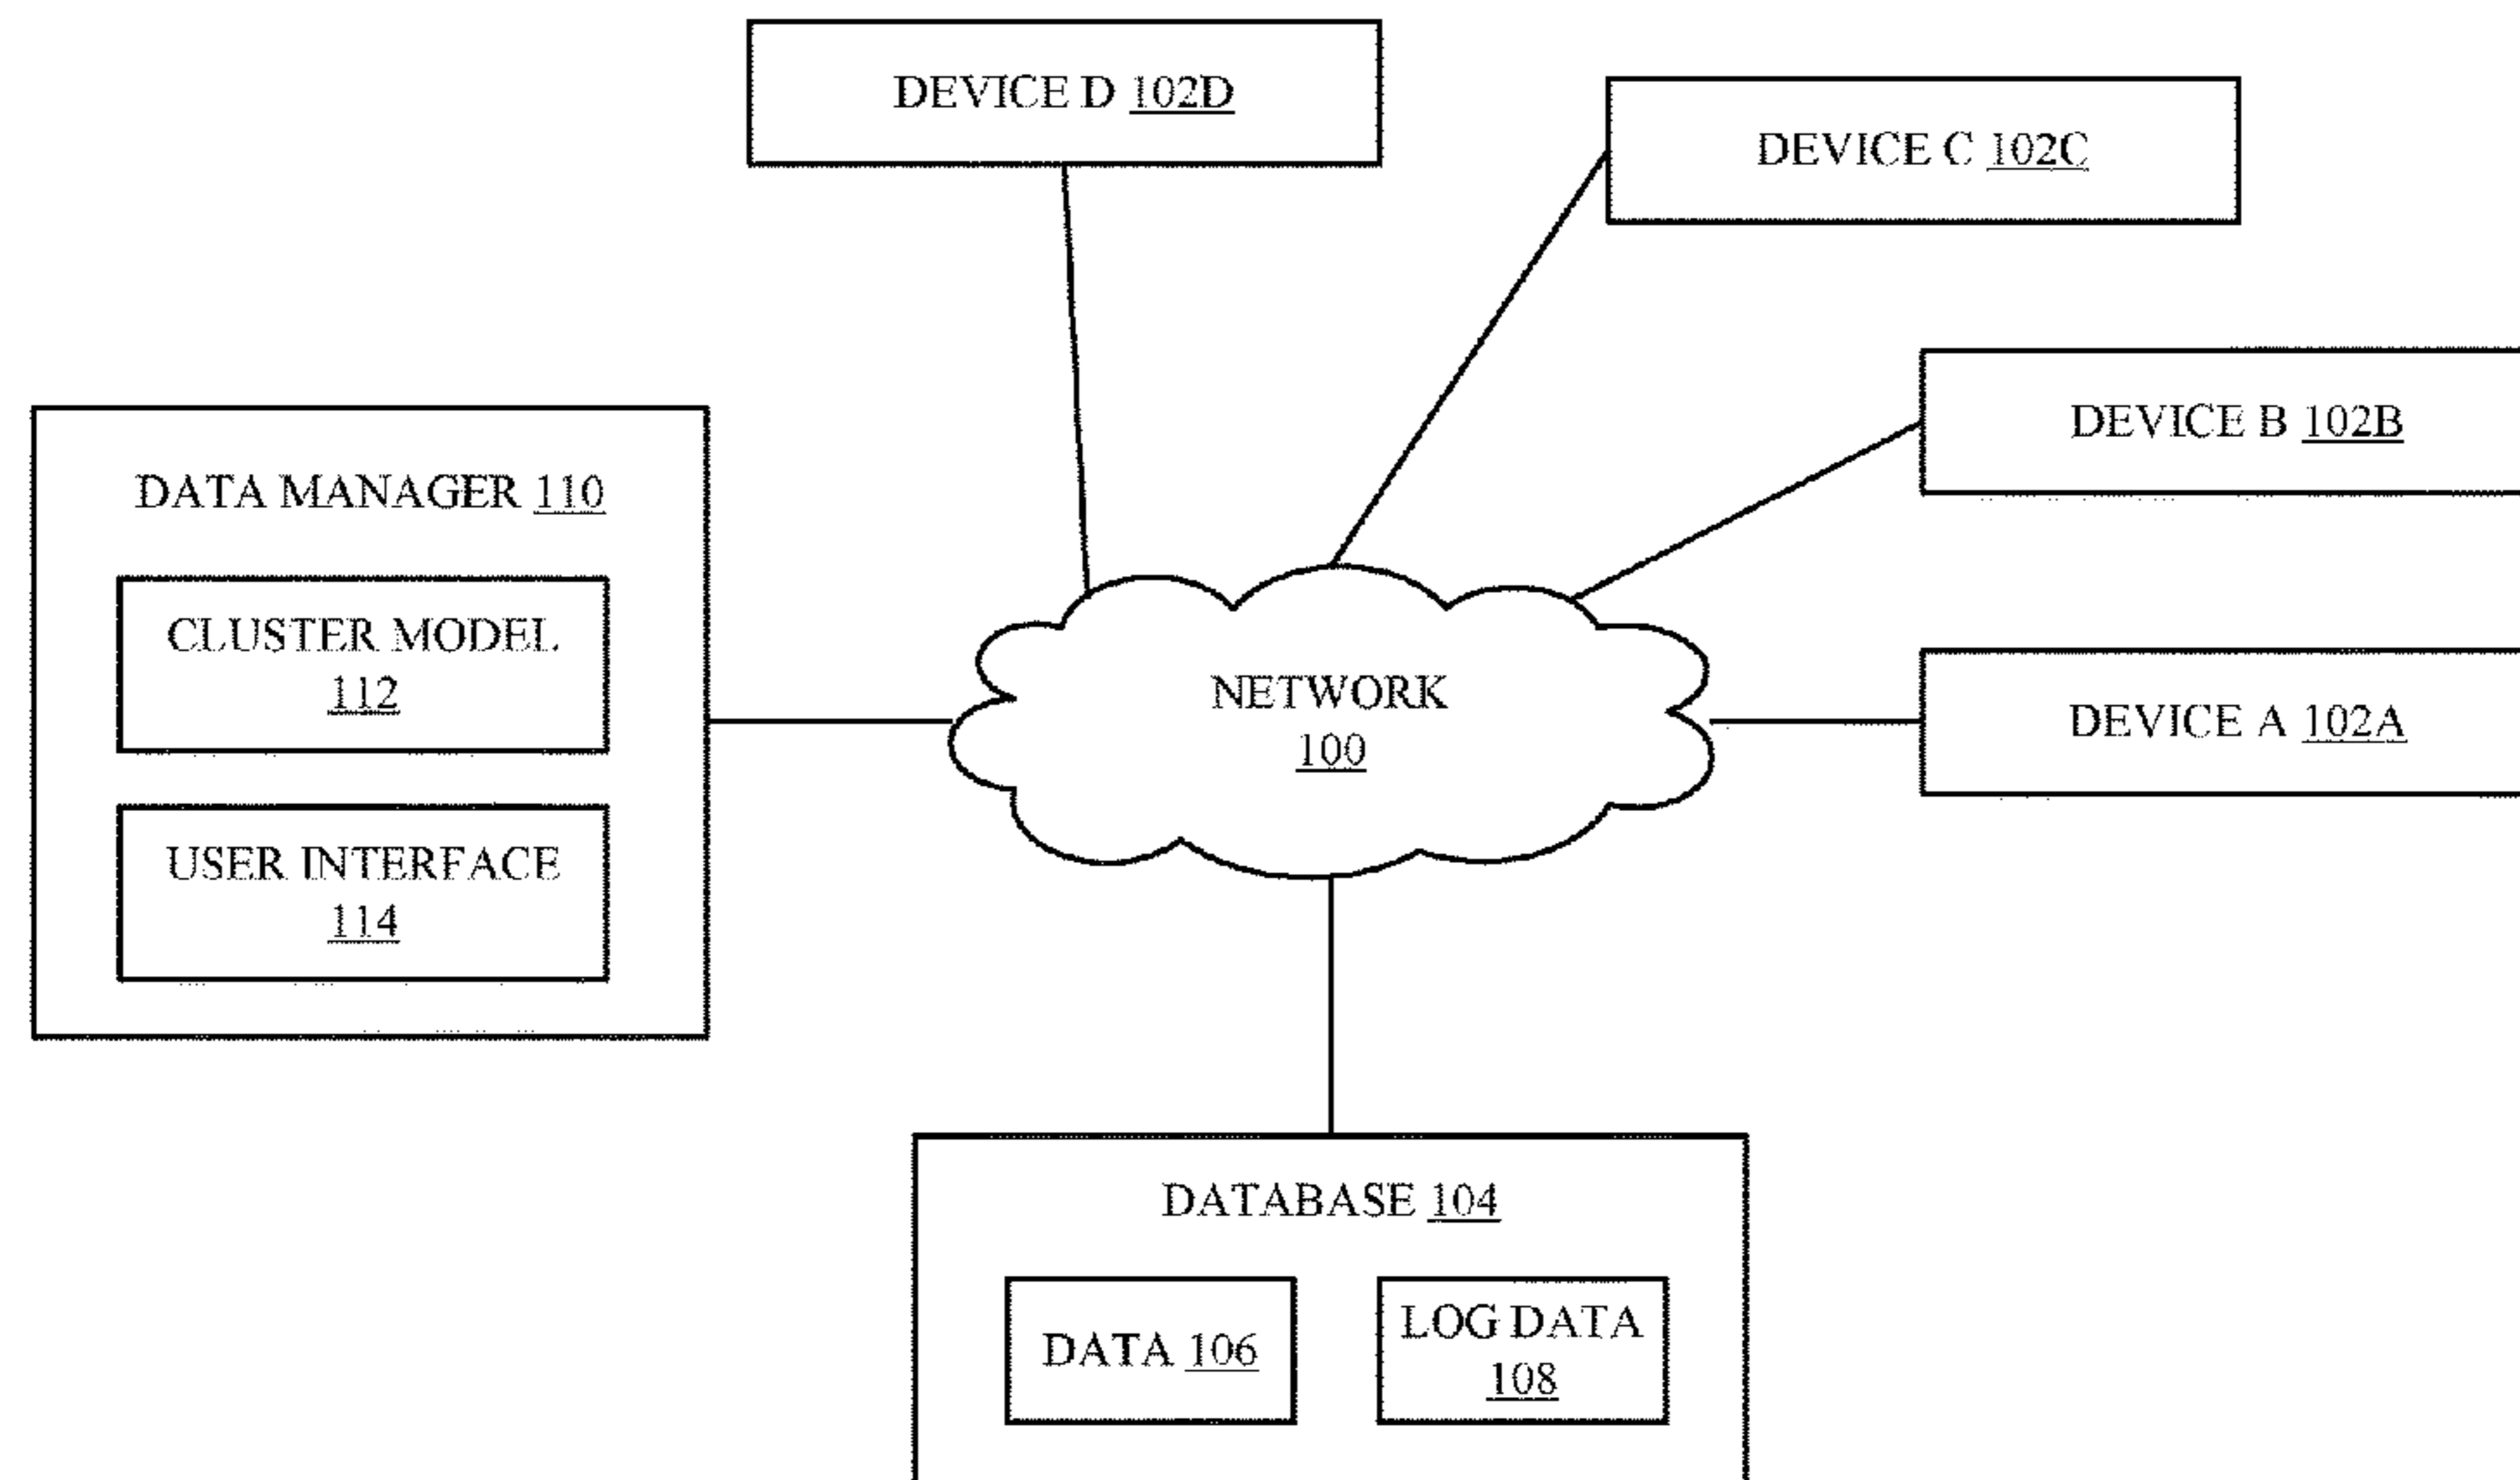 DEVICE D 102D
DEVICE C 102C
DEVICE B 102B
DATA MANAGER 110
CLUSTER MODEL
112
USER INTERFACE
114
NETWORK
100
DEVICE A 102A
DATABASE 104
DATA 106
LOG DATA
108